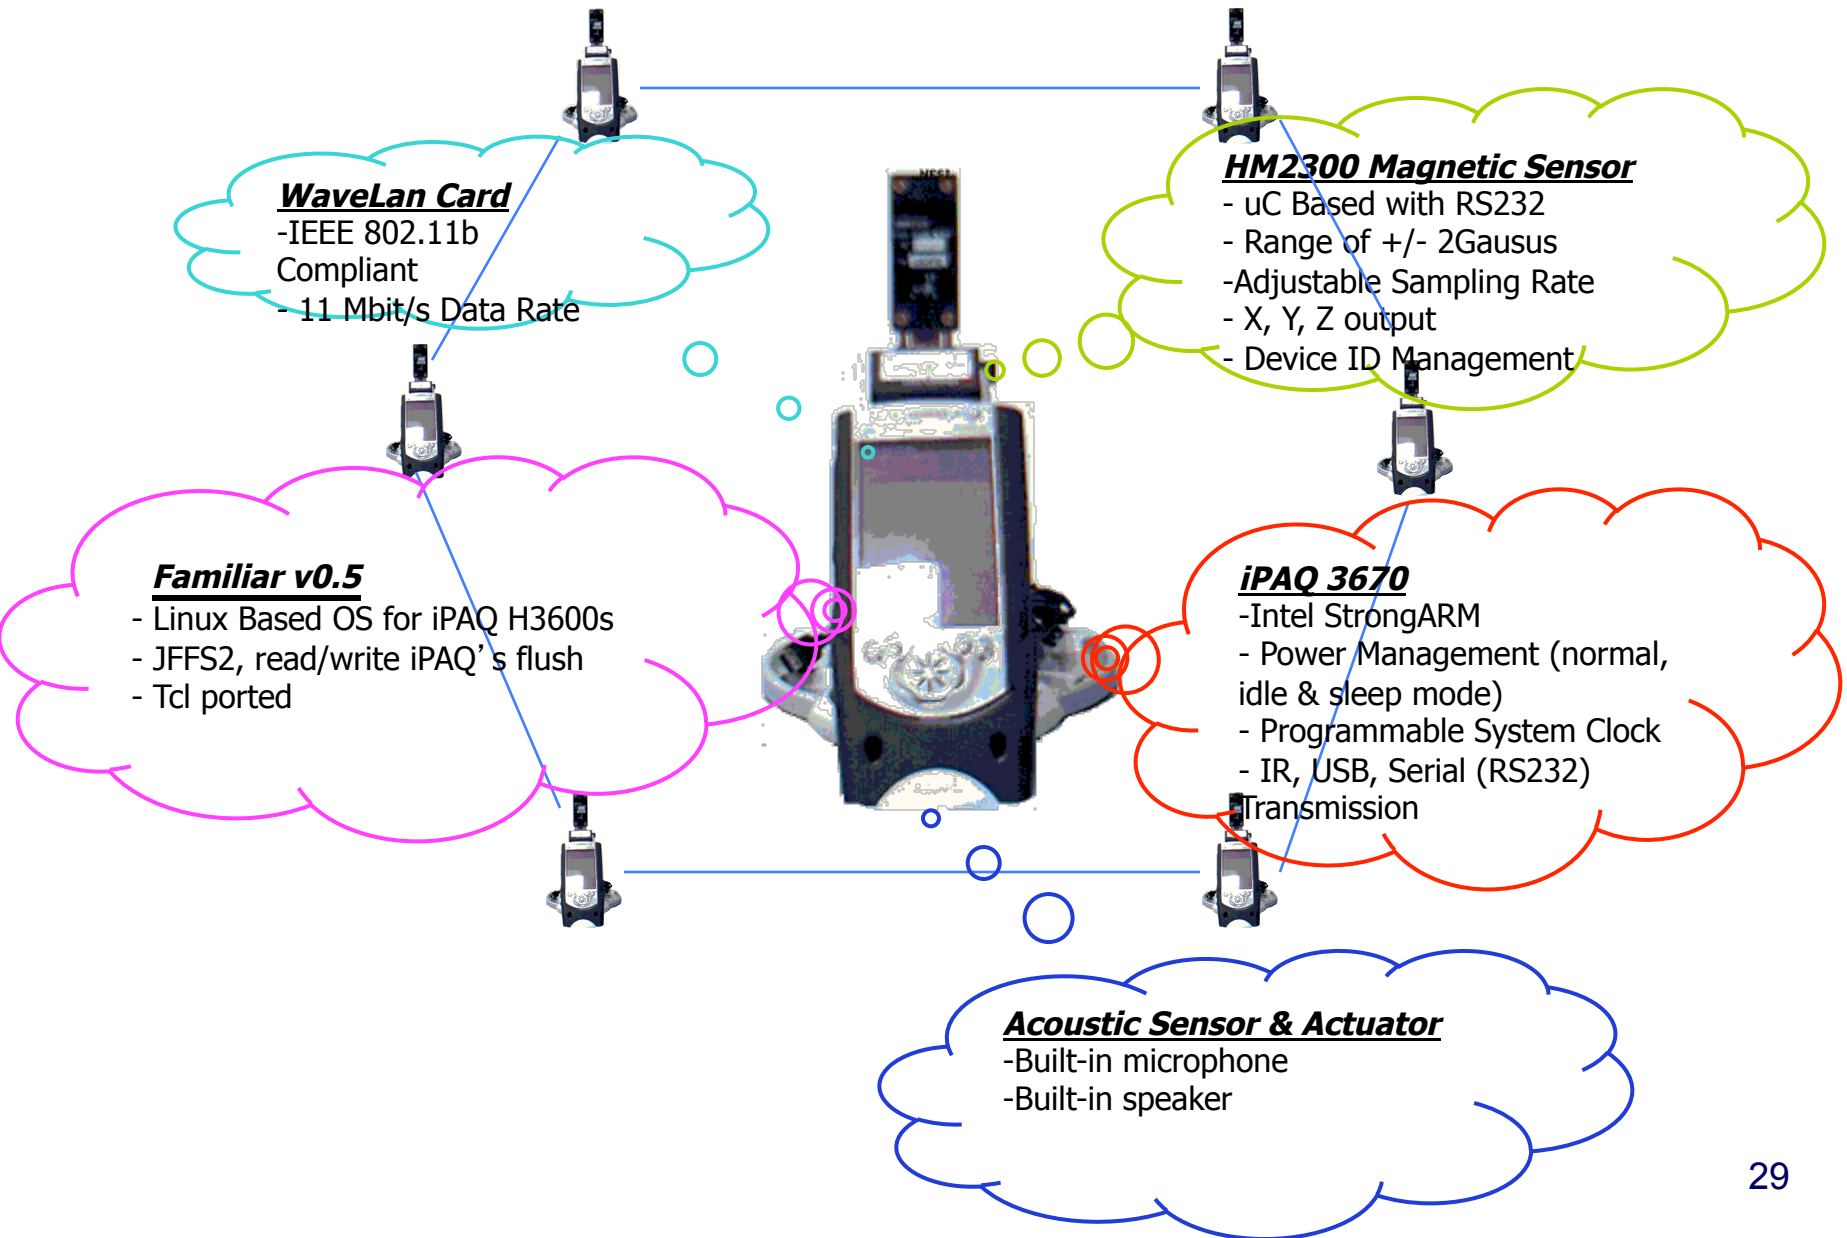 WaveLan Card
-IEEE 802.11b
Compliant
- 11 Mbit/s Data Rate
HM2300 Magnetic Sensor
- uC Based with RS232
- Range of +/- 2Gausus
-Adjustable Sampling Rate
- X, Y, Z output
- Device ID Management
Familiar v0.5
- Linux Based OS for iPAQ H3600s
- JFFS2, read/write iPAQ’s flush
- Tcl ported
iPAQ 3670
-Intel StrongARM
- Power Management (normal,
idle & sleep mode)
- Programmable System Clock
- IR, USB, Serial (RS232)
Transmission
Acoustic Sensor & Actuator
-Built-in microphone
-Built-in speaker
29